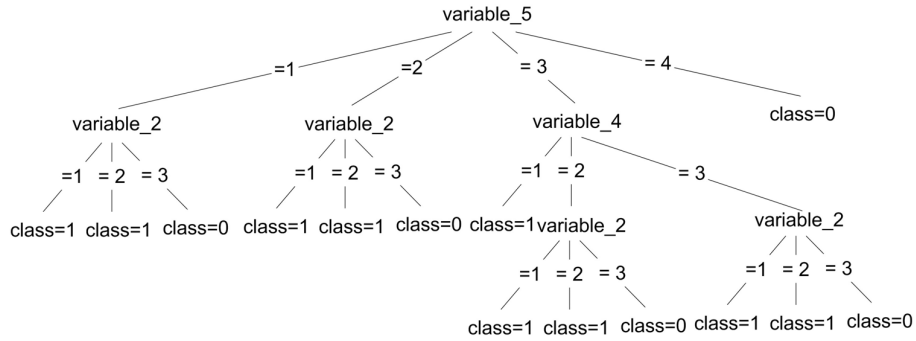 variable_5
=1 =2 = 3 = 4
class=0
variable_2 variable_2 variable_4
=1 = 2 = 3 =1 = 2 = 3 =1 = 2 = 3
class=1 class=1 class=0 class=1 class=1 class=0 class=1 variable_2 variable_2
=1 = 2 = 3 =1 = 2 = 3
class=1 class=1 class=0 class=1 class=1 class=0